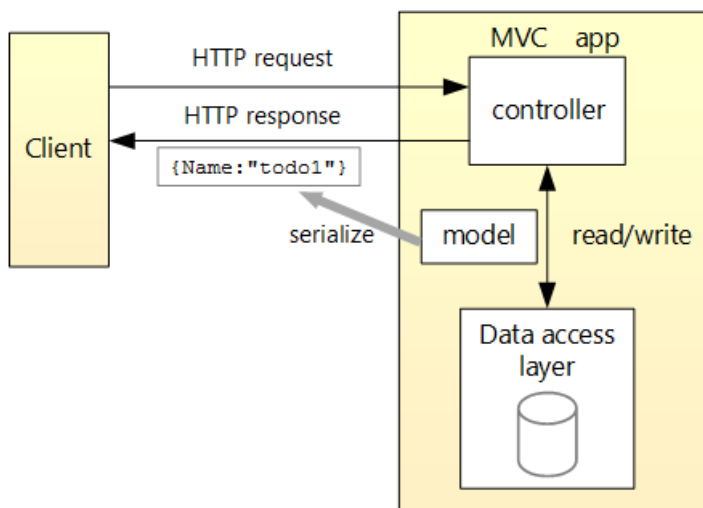 MVC app
HTTP request
controller
HTTP response
Client
{Name:"todo1"}
serialize
model
read/write
Data access
layer